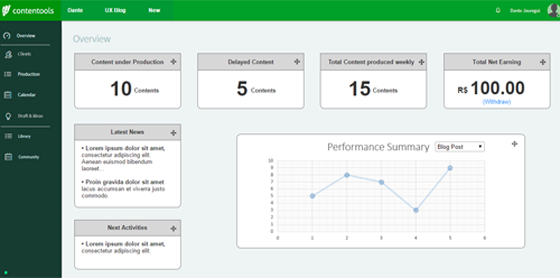 contentools
Dante
UX Blog
New
Dante Jauregui
Overview
Clients
Production
Calendar
Draft & Ideas
Library
Community
Overview
Content under Production
10 Contents
Delayed Content
5 Contents
Total Content produced weekly
15 Contents
Total Net Earning
R$ 100.00
(Withdraw)
Latest News
• Lorem ipsum dolor sit amet,
consectetur adipiscing elit.
Aenean euismod bibendum
laoreet...
• Proin gravida dolor sit amet
lacus accumsan et viverra justo
commodo.
Next Activities
• Lorem ipsum dolor sit amet,
consectetur adipiscing elit.
Performance Summary
Blog Post
10
9
8
7
6
5
4
3
2
1
0
0 1 2 3 4 5 6